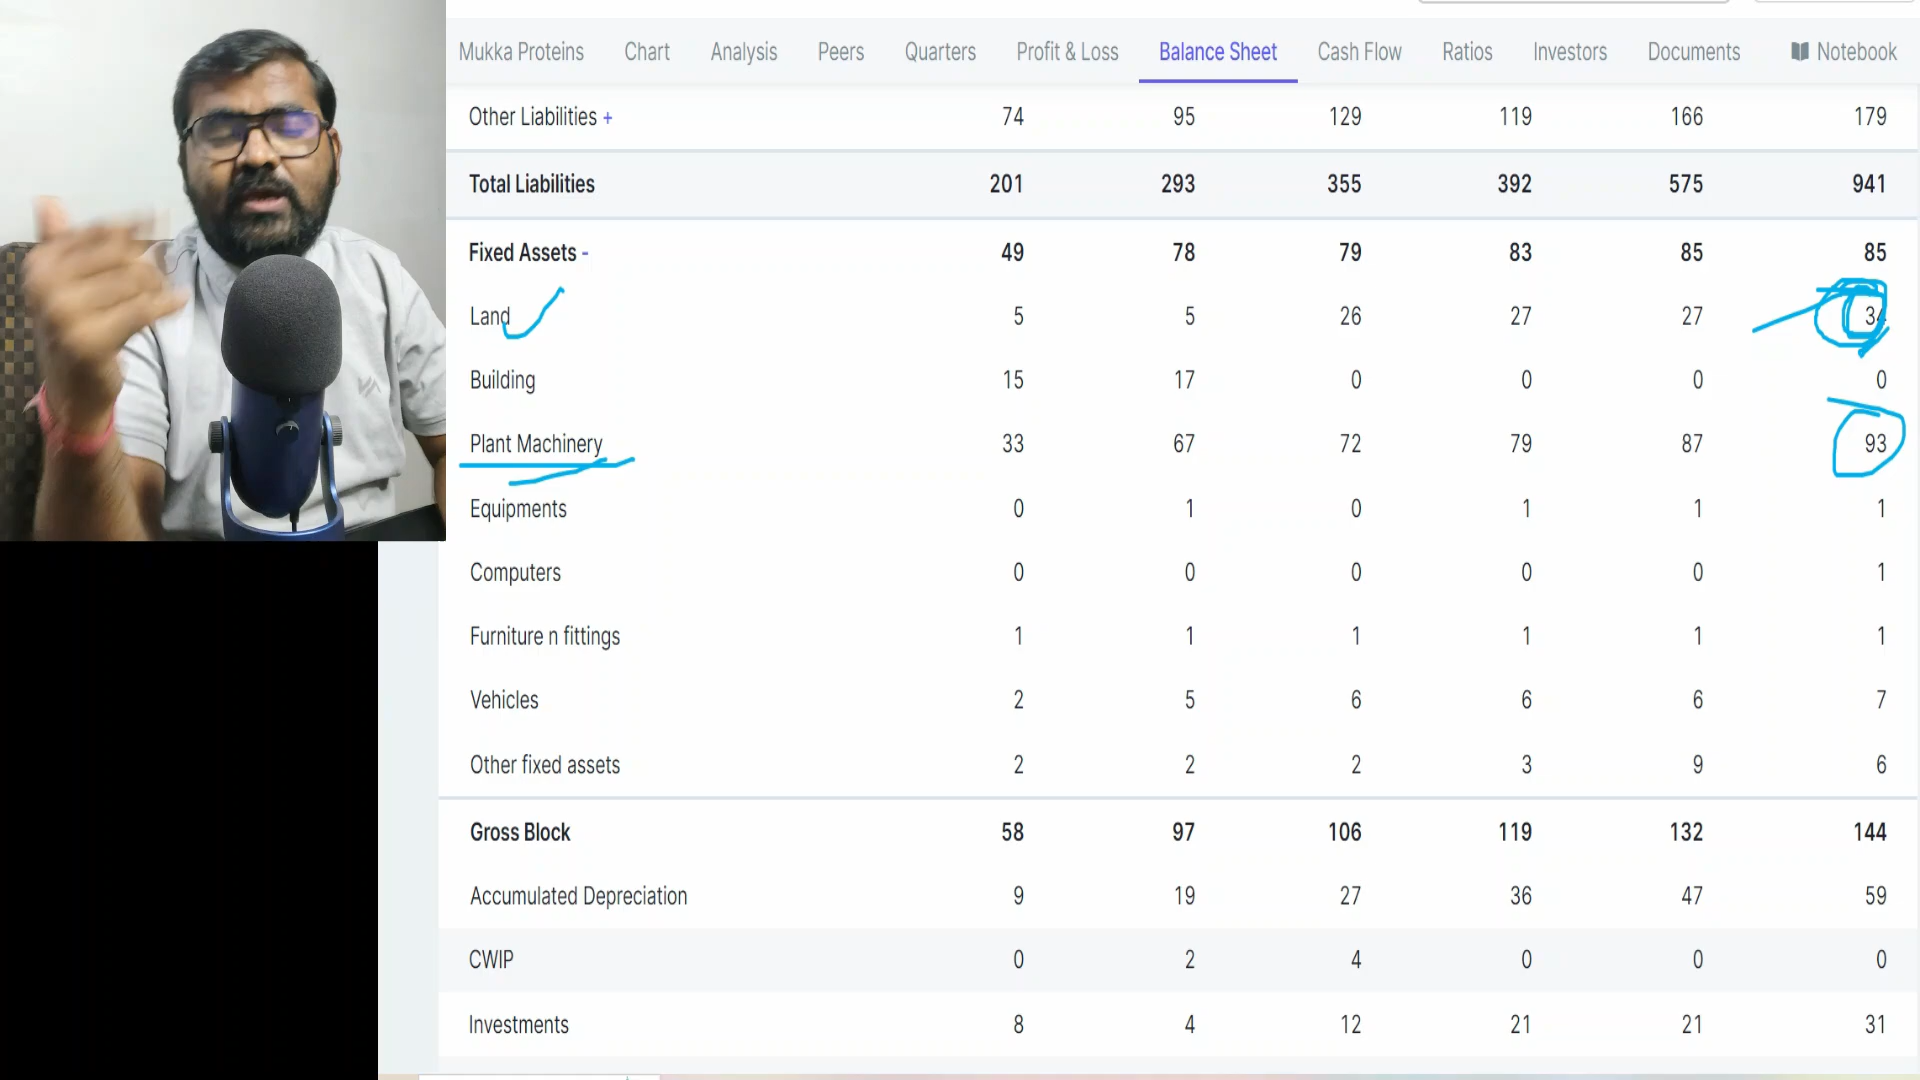 Mukka Proteins Chart Analysis Peers Quarters Profit & Loss Balance Sheet Cash Flow Ratios Investors Documents Notebook
Other Liabilities + 74 95 129 119 166 179
Total Liabilities 201 293 355 392 575 941
Fixed Assets - 49 78 79 83 85 85
Land 5 5 26 27 27 34
Building 15 17 0 0 0 0
Plant Machinery 33 67 72 79 87 93
Equipments 0 1 0 1 1 1
Computers 0 0 0 0 0 1
Furniture n fittings 1 1 1 1 1 1
Vehicles 2 5 6 6 6 7
Other fixed assets 2 2 2 3 9 6
Gross Block 58 97 106 119 132 144
Accumulated Depreciation 9 19 27 36 47 59
CWIP 0 2 4 0 0 0
Investments 8 4 12 21 21 31